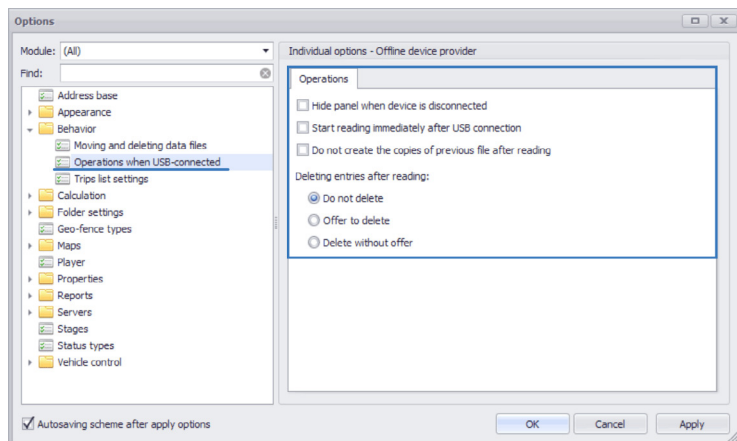 Options
Module: (All)
Find:
Address base
Appearance
Behavior
Moving and deleting data files
Operations when USB-connected
Trips list settings
Calculation
Folder settings
Geo-fence types
Maps
Player
Properties
Reports
Servers
Stages
Status types
Vehicle control
Individual options - Offline device provider
Operations
Hide panel when device is disconnected
Start reading immediately after USB connection
Do not create the copies of previous file after reading
Deleting entries after reading:
Do not delete
Offer to delete
Delete without offer
Autosaving scheme after apply options
OK Cancel Apply